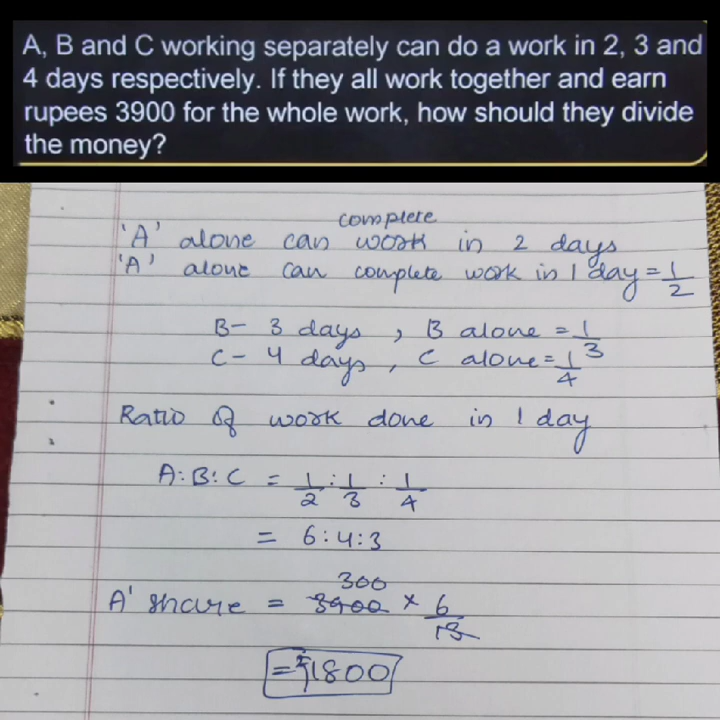 A, B and C working separately can do a work in 2, 3 and
4 days respectively. If they all work together and earn
rupees 3900 for the whole work, how should they divide
the money?
complete
'A' alone can work in 2 days
'A' alone can complete work in 1 day = 1/2
B- 3 days , B alone = 1/3
C- 4 days , C alone = 1/4
Ratio of work done in 1 day
A:B:C = 1/2 : 1/3 : 1/4
= 6:4:3
300
A' share = 3900 × 6/13
= ₹1800